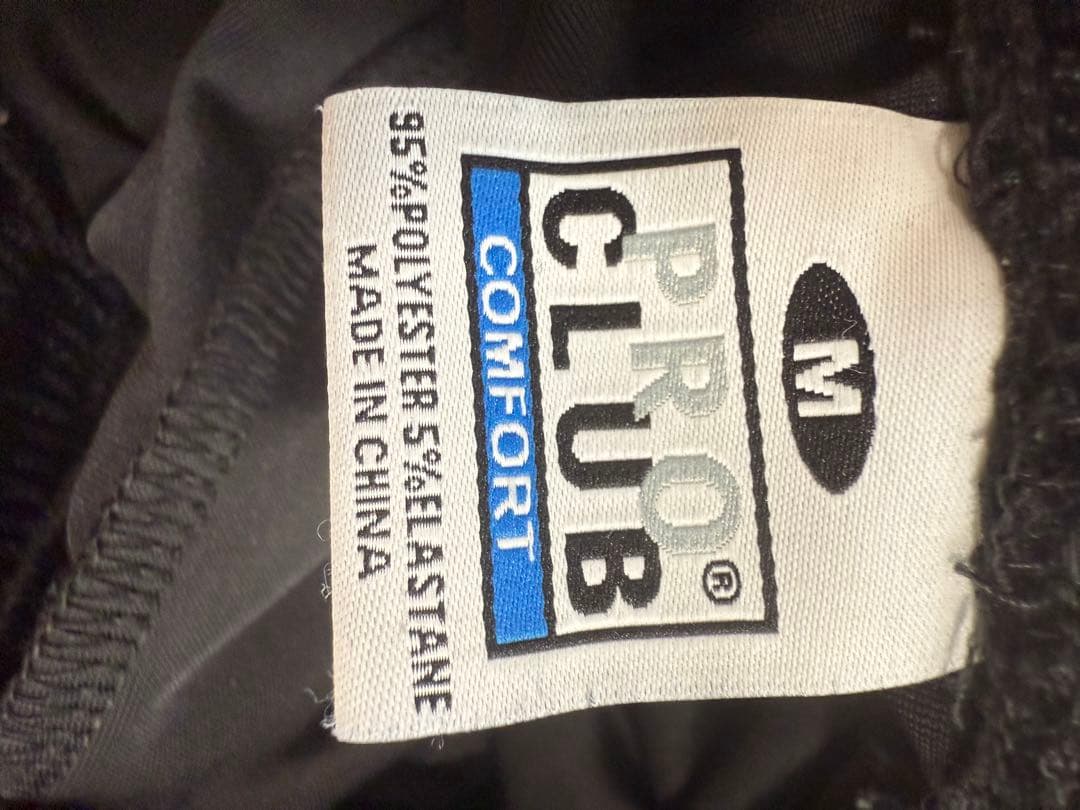 M
PRO®
CLUB
COMFORT
95%POLYESTER 5%ELASTANE
MADE IN CHINA